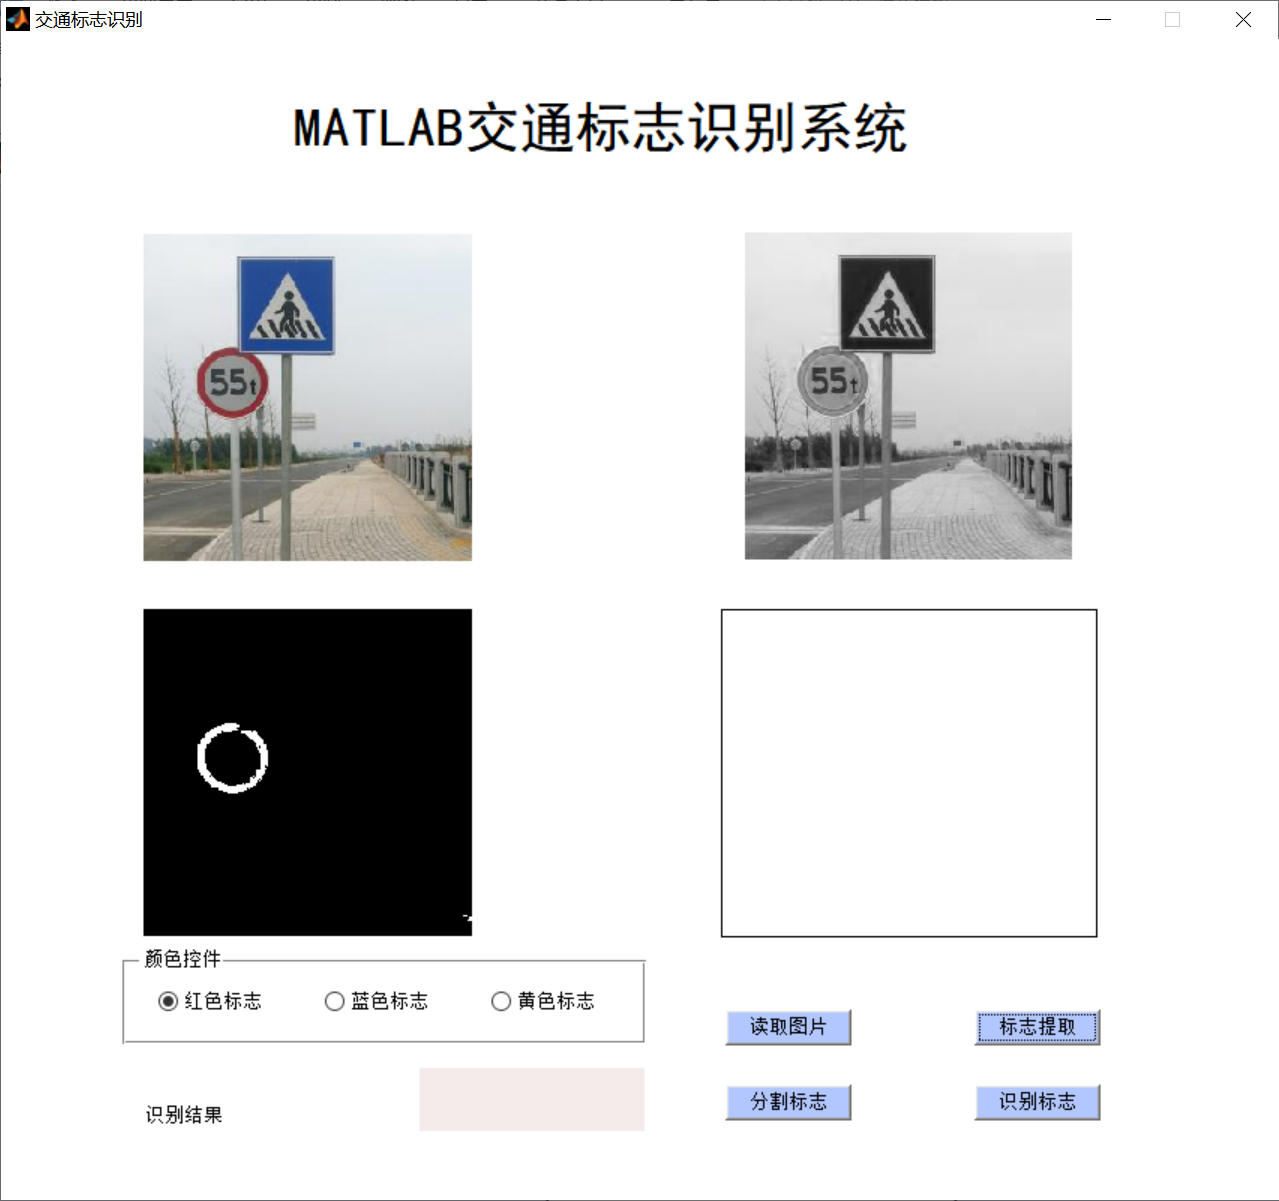 交通标志识别
MATLAB交通标志识别系统
55t
55t
颜色控件
红色标志 蓝色标志 黄色标志
读取图片 标志提取
分割标志 识别标志
识别结果